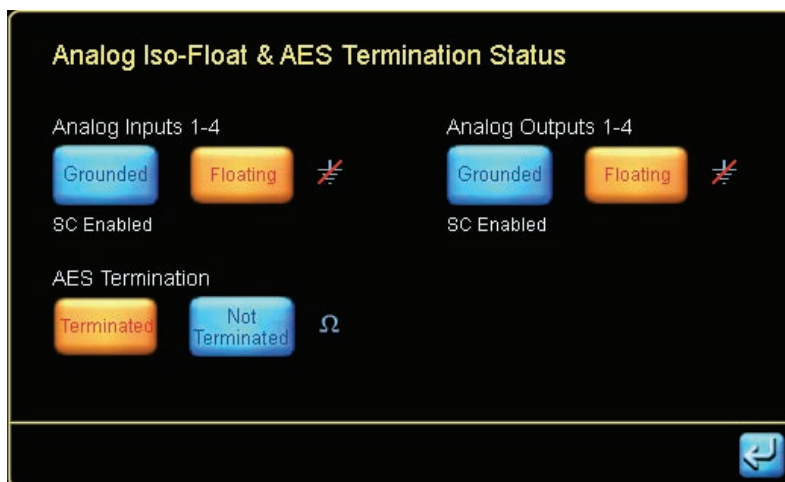 Analog Iso-Float & AES Termination Status
Analog Inputs 1-4
Grounded
Floating
SC Enabled
Analog Outputs 1-4
Grounded
Floating
SC Enabled
AES Termination
Terminated
Not
Terminated
Ω